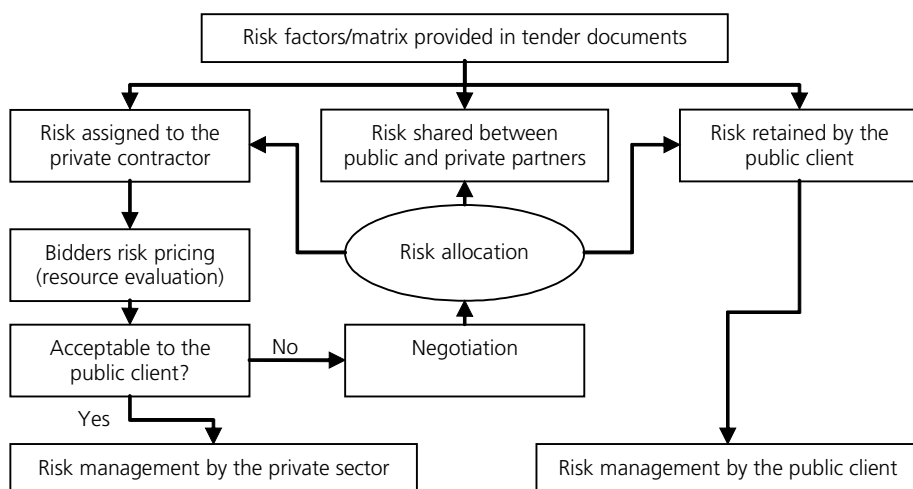 Risk factors/matrix provided in tender documents
Risk assigned to the
private contractor
Risk shared between
public and private partners
Risk retained by the
public client
Bidders risk pricing
(resource evaluation)
Risk allocation
Acceptable to the
public client?
No
Negotiation
Yes
Risk management by the private sector
Risk management by the public client